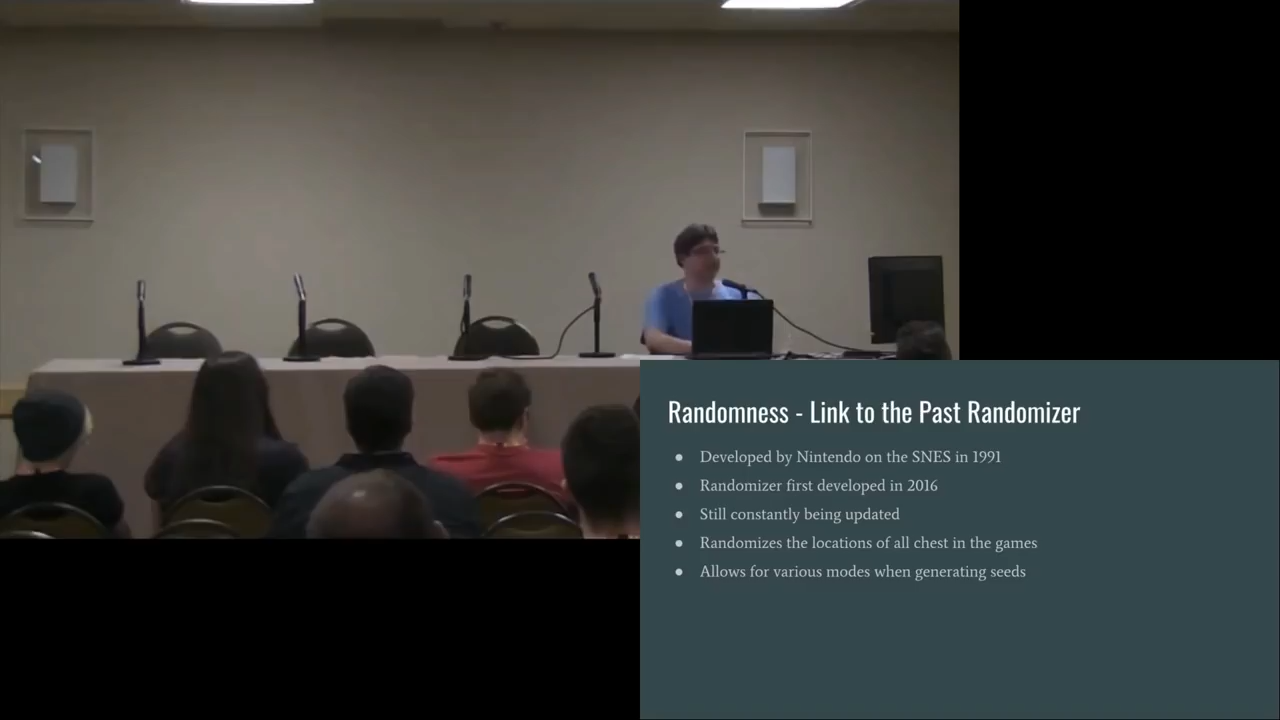 Randomness - Link to the Past Randomizer
● Developed by Nintendo on the SNES in 1991
● Randomizer first developed in 2016
● Still constantly being updated
● Randomizes the locations of all chest in the games
● Allows for various modes when generating seeds